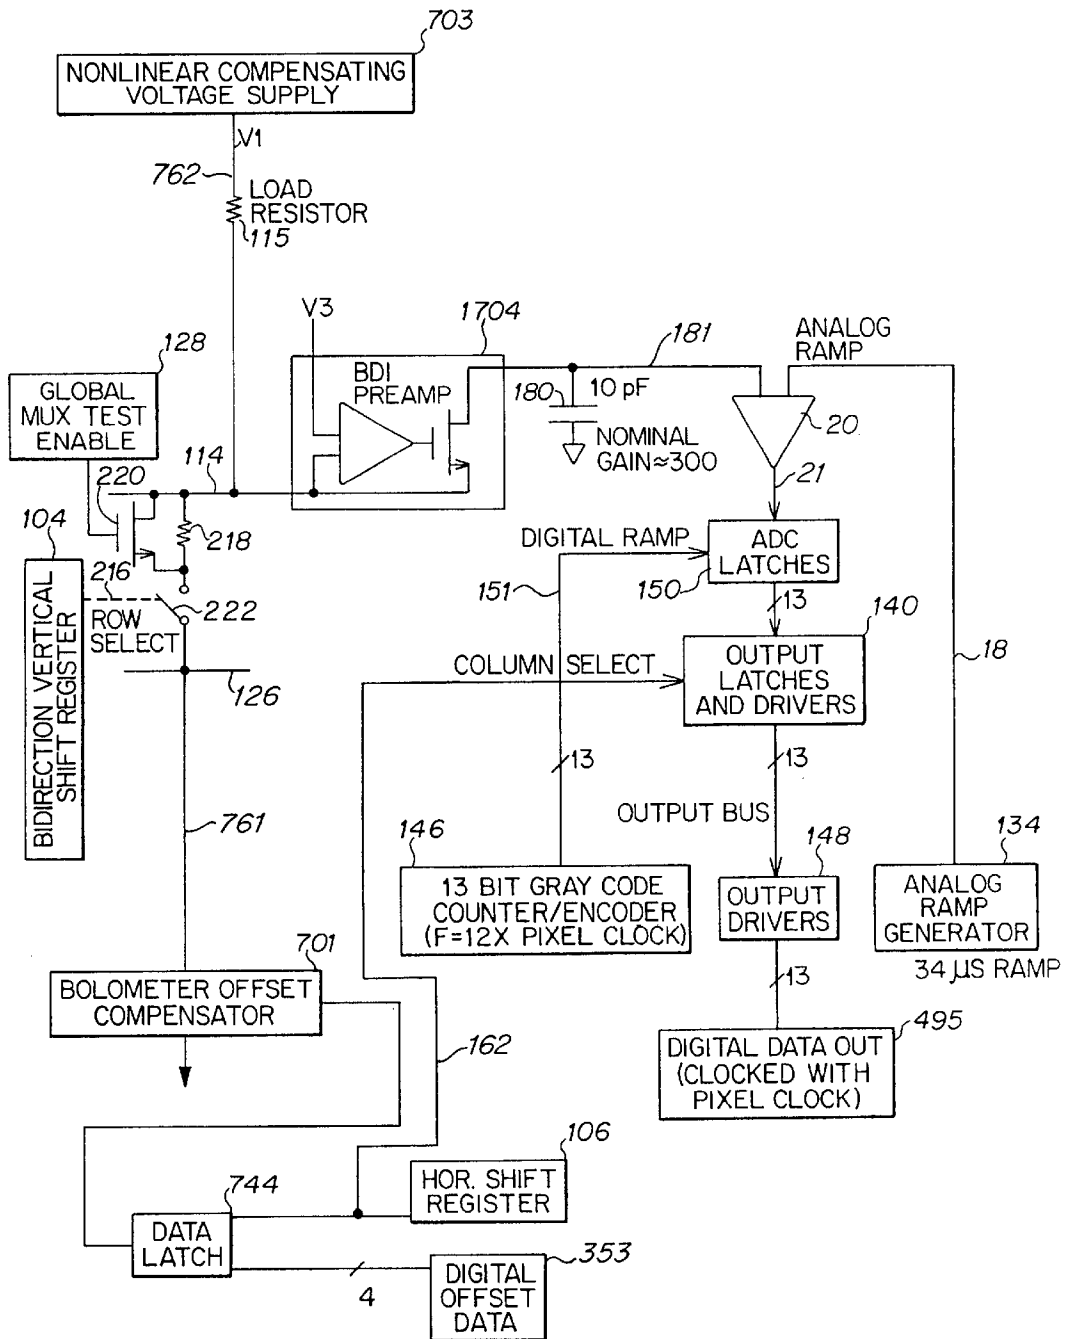 703
NONLINEAR COMPENSATING
VOLTAGE SUPPLY
V1
762
LOAD
RESISTOR
115
V3
1704
BDI
PREAMP
181
ANALOG
RAMP
128
GLOBAL
MUX TEST
ENABLE
180
10 pF
NOMINAL
GAIN≈300
20
21
220
114
218
104
BIDIRECTION VERTICAL
SHIFT REGISTER
216
ROW
SELECT
222
126
DIGITAL RAMP
151
ADC
LATCHES
150
13
140
COLUMN SELECT
OUTPUT
LATCHES
AND DRIVERS
18
13
13
761
OUTPUT BUS
146
13 BIT GRAY CODE
COUNTER/ENCODER
(F=12X PIXEL CLOCK)
148
OUTPUT
DRIVERS
134
ANALOG
RAMP
GENERATOR
34 µS RAMP
13
701
BOLOMETER OFFSET
COMPENSATOR
162
495
DIGITAL DATA OUT
(CLOCKED WITH
PIXEL CLOCK)
106
HOR. SHIFT
REGISTER
744
DATA
LATCH
4
353
DIGITAL
OFFSET
DATA